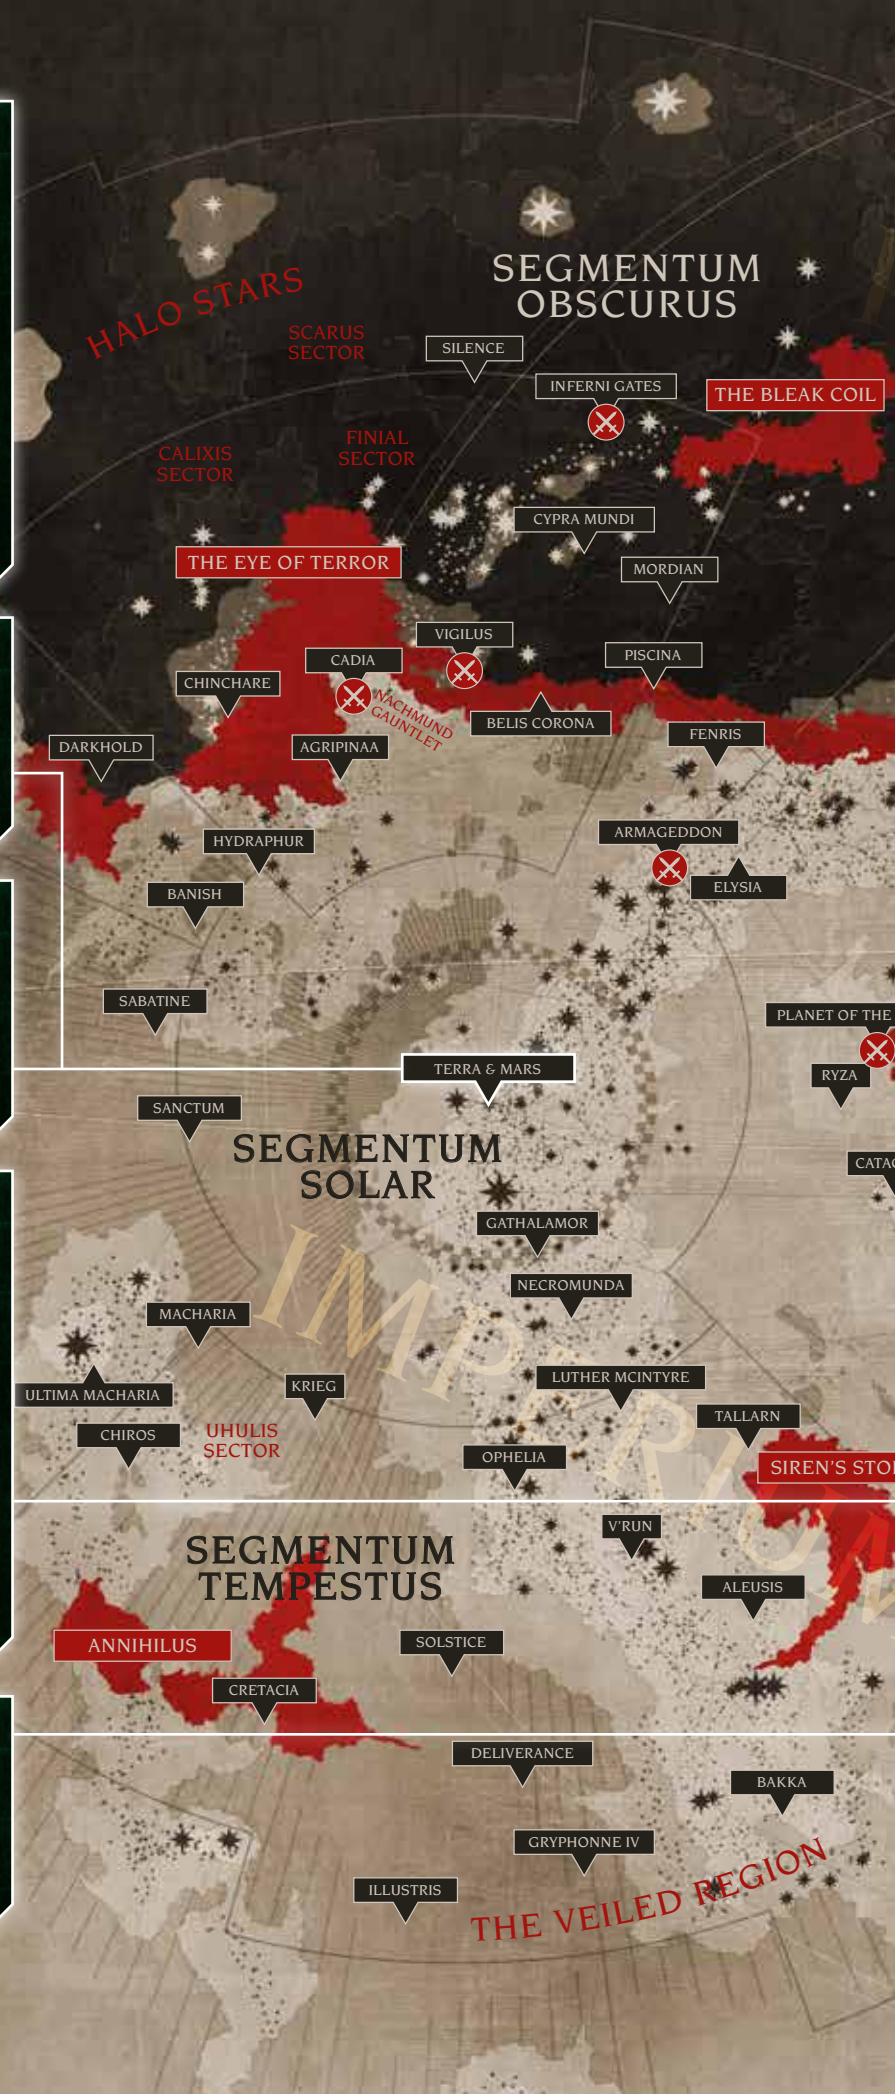 SEGMENTUM
OBSCURUS
HALO STARS
SCARUS
SECTOR
SILENCE
INFERNI GATES
THE BLEAK COIL
FINIAL
SECTOR
CALIXIS
SECTOR
CYPRA MUNDI
THE EYE OF TERROR
MORDIAN
VIGILUS
CADIA
PISCINA
CHINCHARE
NACHMUND
GAUNTLET
BELIS CORONA
FENRIS
DARKHOLD
AGRIPINAA
ARMAGEDDON
HYDRAPHUR
ELYSIA
BANISH
SABATINE
PLANET OF THE
TERRA & MARS
RYZA
SANCTUM
SEGMENTUM
SOLAR
CATAC
GATHALAMOR
NECROMUNDA
IMPERIUM
MACHARIA
LUTHER MCINTYRE
KRIEG
ULTIMA MACHARIA
TALLARN
CHIROS
UHULIS
SECTOR
OPHELIA
SIREN'S STO
V'RUN
SEGMENTUM
TEMPESTUS
ALEUSIS
ANNIHILUS
SOLSTICE
CRETACIA
DELIVERANCE
BAKKA
GRYPHONNE IV
ILLUSTRIS
THE VEILED REGION